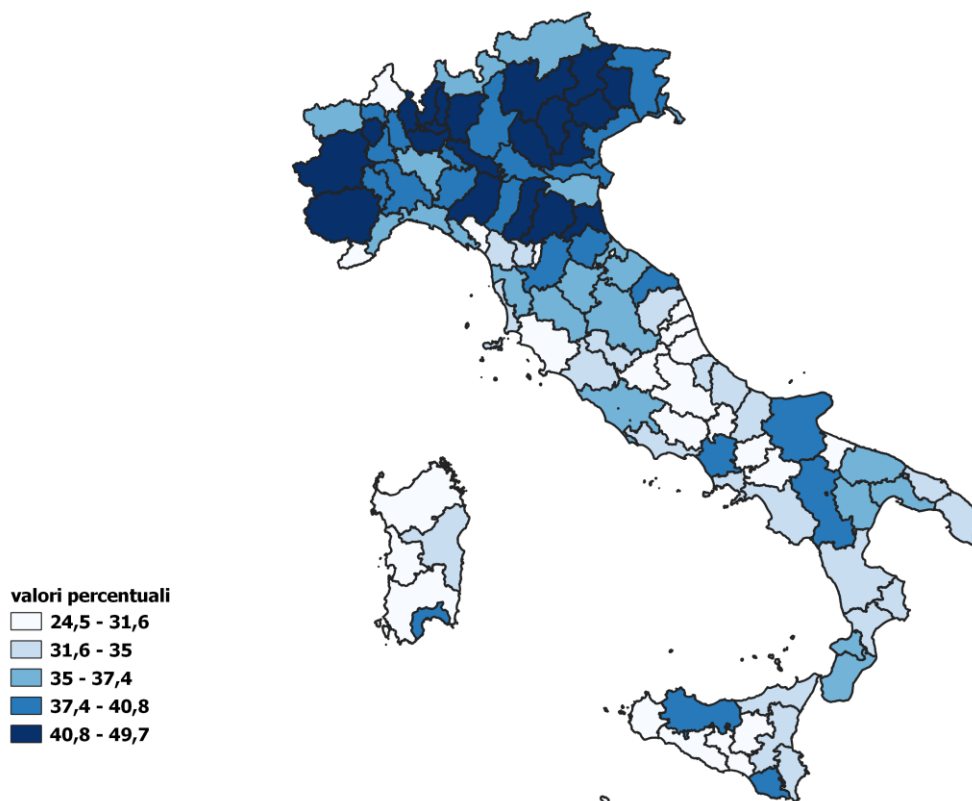 valori percentuali
24,5 - 31,6
31,6 - 35
35 - 37,4
37,4 - 40,8
40,8 - 49,7